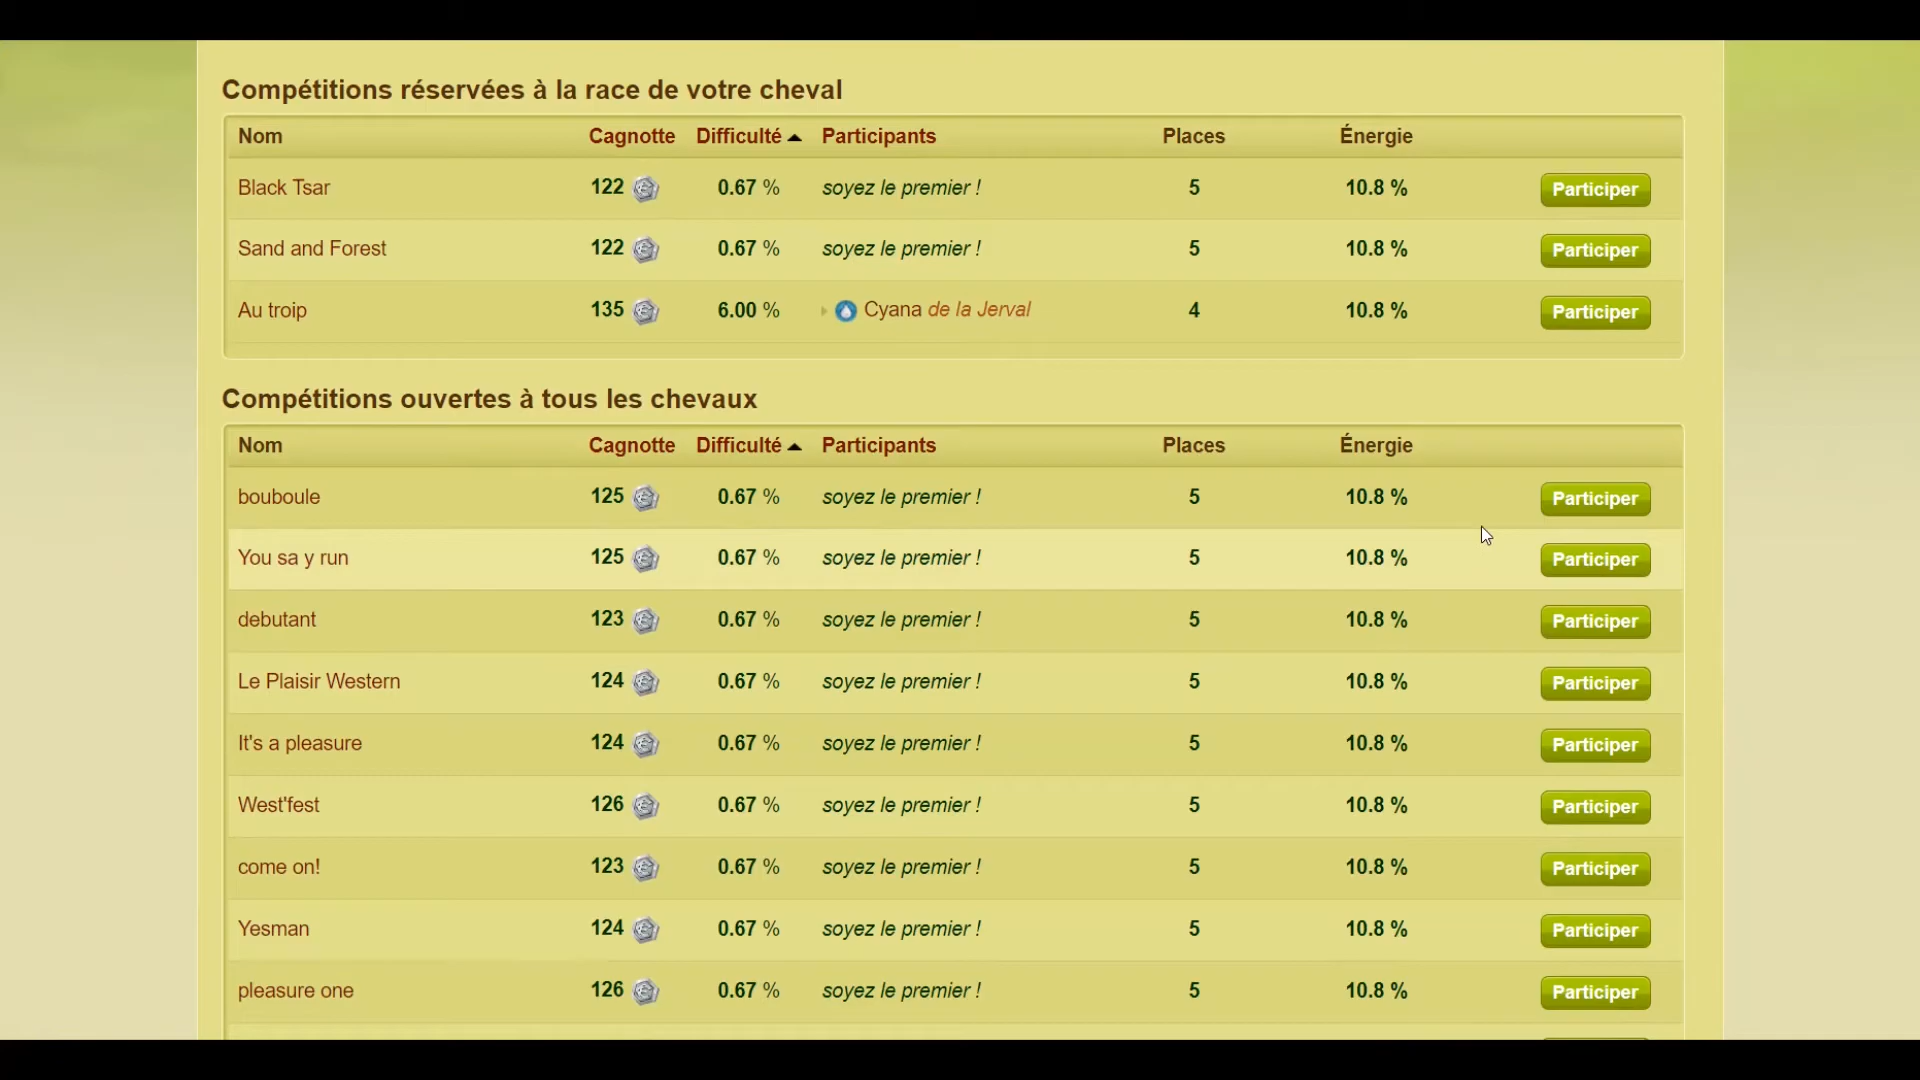 Compétitions réservées à la race de votre cheval
Nom Cagnotte Difficulté Participants Places Énergie
Black Tsar 122 0.67 % soyez le premier ! 5 10.8 % Participer
Sand and Forest 122 0.67 % soyez le premier ! 5 10.8 % Participer
Au troip 135 6.00 % Cyana de la Jerval 4 10.8 % Participer
Compétitions ouvertes à tous les chevaux
Nom Cagnotte Difficulté Participants Places Énergie
bouboule 125 0.67 % soyez le premier ! 5 10.8 % Participer
You sa y run 125 0.67 % soyez le premier ! 5 10.8 % Participer
debutant 123 0.67 % soyez le premier ! 5 10.8 % Participer
Le Plaisir Western 124 0.67 % soyez le premier ! 5 10.8 % Participer
It's a pleasure 124 0.67 % soyez le premier ! 5 10.8 % Participer
West'fest 126 0.67 % soyez le premier ! 5 10.8 % Participer
come on! 123 0.67 % soyez le premier ! 5 10.8 % Participer
Yesman 124 0.67 % soyez le premier ! 5 10.8 % Participer
pleasure one 126 0.67 % soyez le premier ! 5 10.8 % Participer